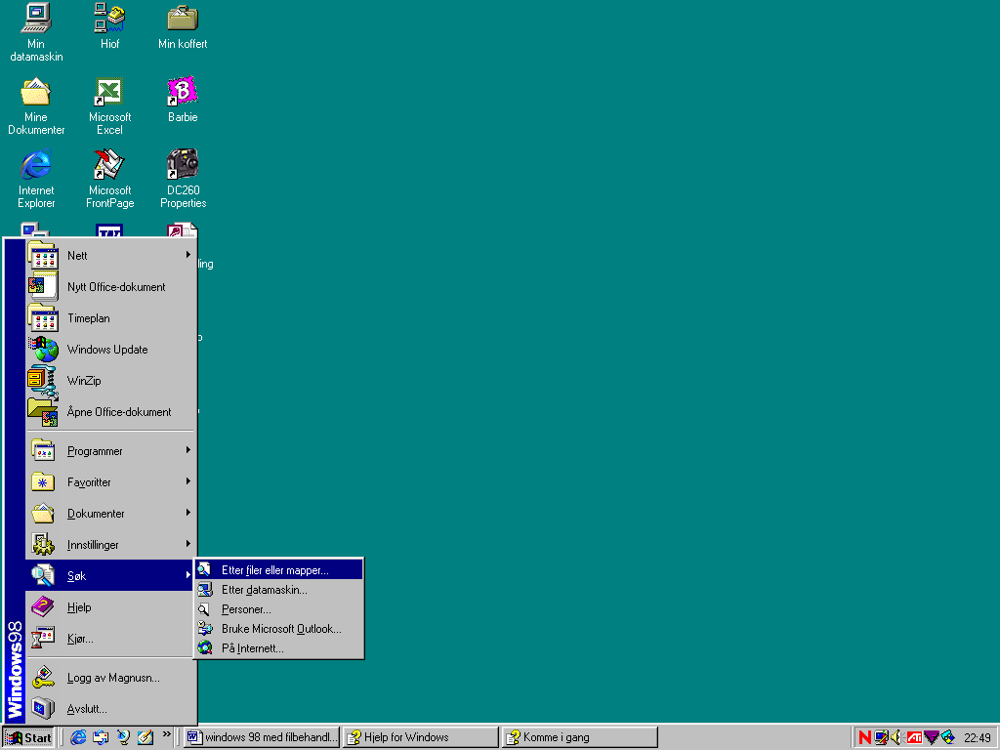 Min
datamaskin
Hiof
Min koffert
Mine
Dokumenter
Microsoft
Excel
Barbie
Internet
Explorer
Microsoft
FrontPage
DC260
Properties
ling
Nett
Nytt Office-dokument
Timeplan
Windows Update
WinZip
Åpne Office-dokument
Programmer
Favoritter
Dokumenter
Innstillinger
Søk
Hjelp
Kjør...
Logg av Magnusn...
Avslutt...
Windows98
Etter filer eller mapper...
Etter datamaskin...
Personer...
Bruke Microsoft Outlook...
På Internett...
Start
windows 98 med filbehandl...
Hjelp for Windows
Komme i gang
22:49